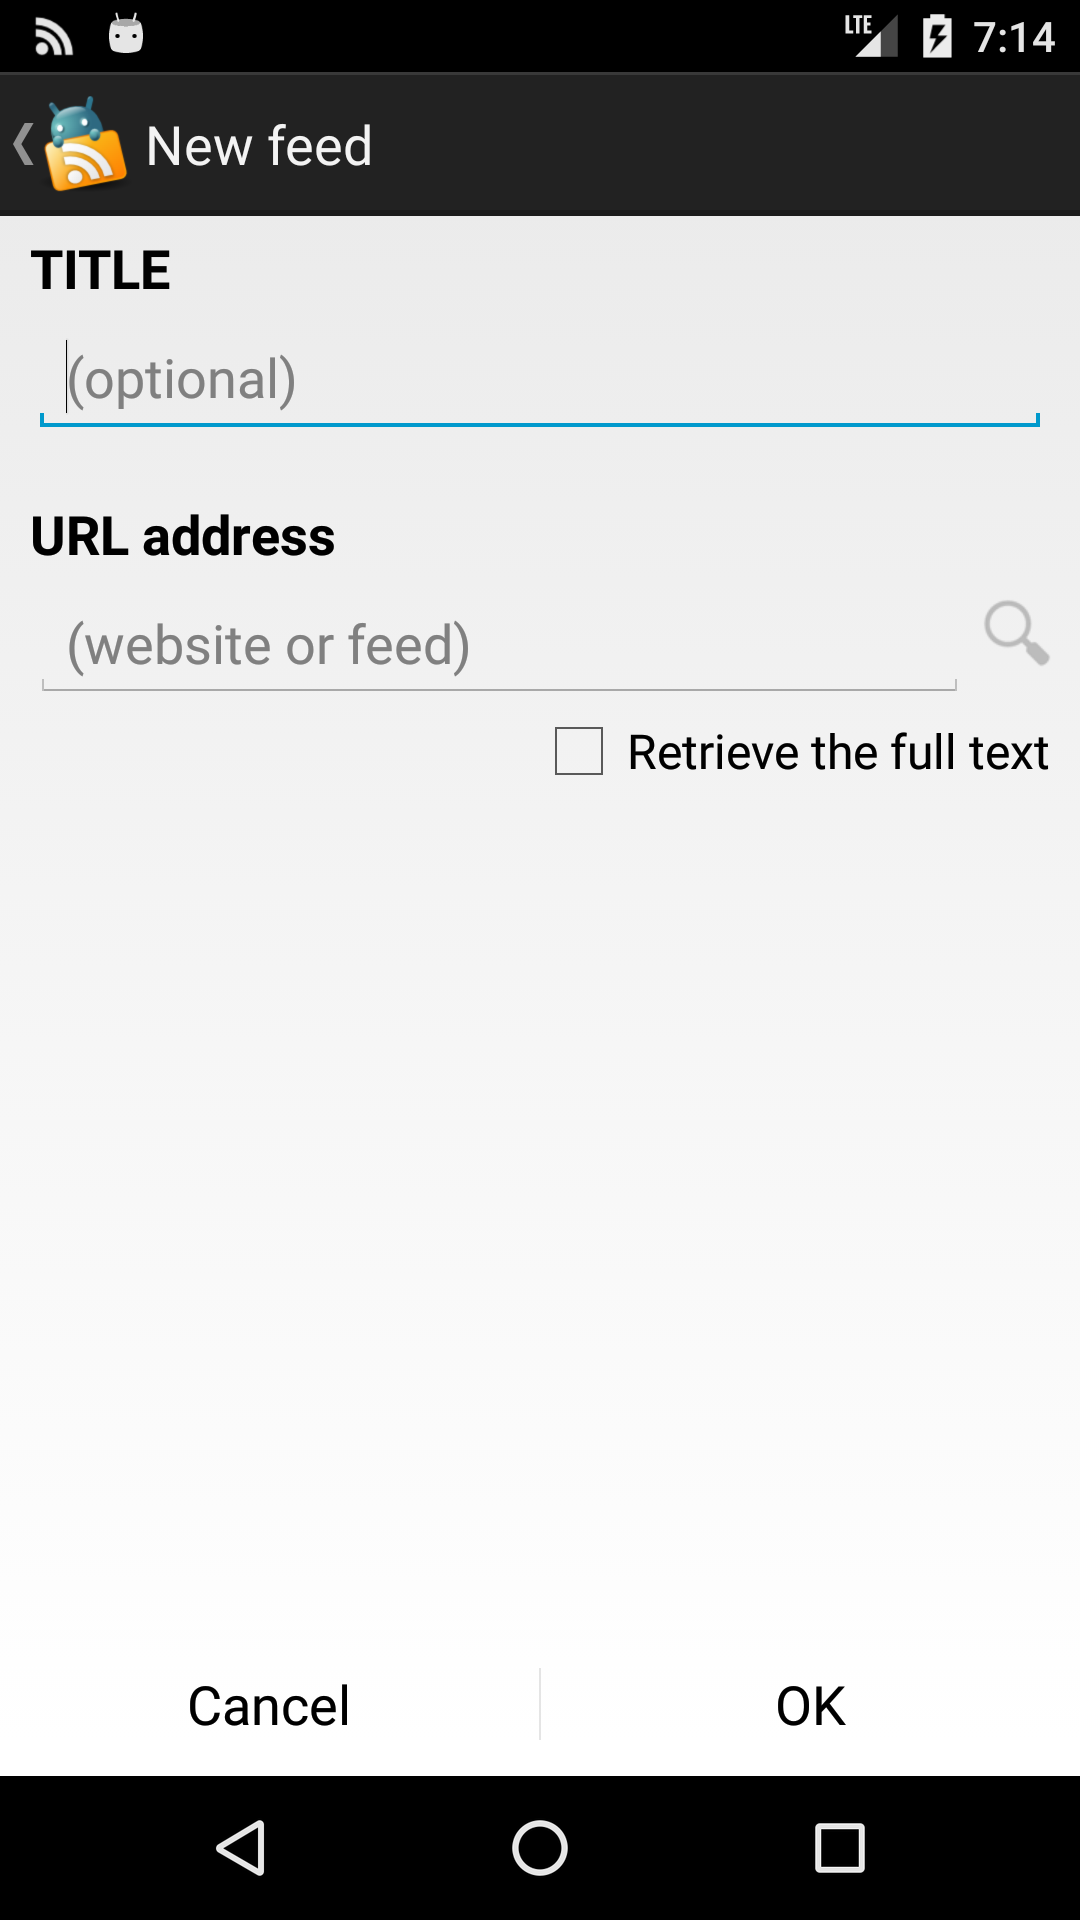 LTE 7:14
New feed
TITLE
(optional)
URL address
(website or feed)
Retrieve the full text
Cancel OK